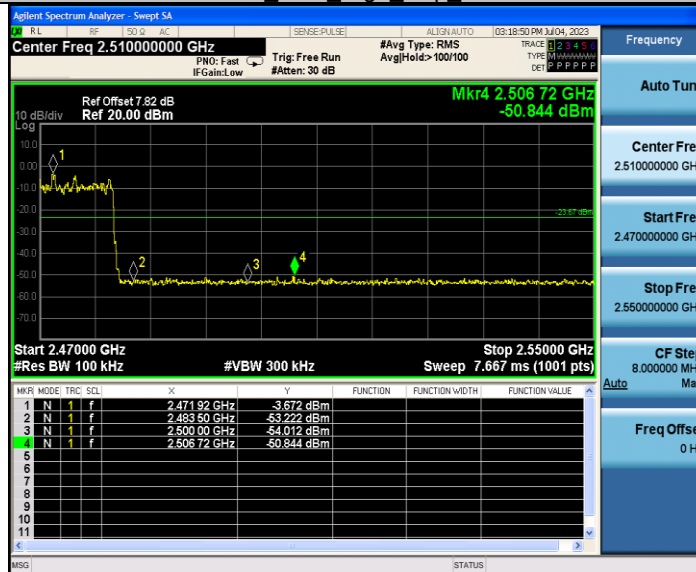 Agilent Spectrum Analyzer - Swept SA
RL RF 50 Ω AC SENSE:PULSE ALIGNAUTO 03:18:50 PM Jul 04, 2023
Center Freq 2.510000000 GHz
PNO: Fast
IFGain:Low
Trig: Free Run
#Atten: 30 dB
#Avg Type: RMS
Avg|Hold:> 100/100
TRACE 1 2 3 4 5 6
TYPE M
DET P P P P P P
Frequency
Mkr4 2.506 72 GHz
-50.844 dBm
Ref Offset 7.82 dB
10 dB/div Ref 20.00 dBm
Log
10.0
0.00
-10.0
-20.0
-30.0
-40.0
-50.0
-60.0
-70.0
1
2
3
4
-23.67 dBm
Start 2.47000 GHz Stop 2.55000 GHz
#Res BW 100 kHz #VBW 300 kHz Sweep 7.667 ms (1001 pts)
MKR MODE TRC SCL X Y FUNCTION FUNCTION WIDTH FUNCTION VALUE
1 N 1 f 2.471 92 GHz -3.672 dBm
2 N 1 f 2.483 50 GHz -53.222 dBm
3 N 1 f 2.500 00 GHz -54.012 dBm
4 N 1 f 2.506 72 GHz -50.844 dBm
5
6
7
8
9
10
11
Auto Tun
Center Fre
2.510000000 GH
Start Fre
2.470000000 GH
Stop Fre
2.550000000 GH
CF Ste
8.000000 MH
Auto Ma
Freq Offse
0 H
MSG STATUS